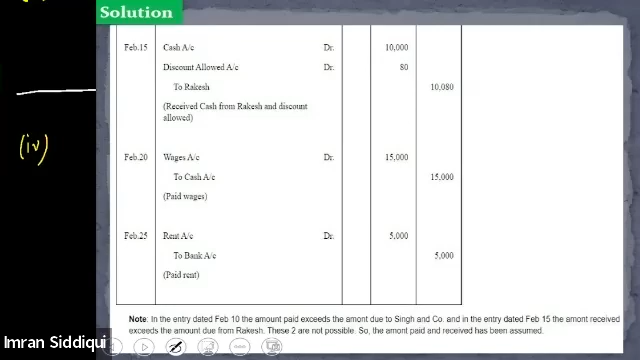 Solution
Feb.15 Cash A/c Dr. 10,000
Discount Allowed A/c Dr. 80
To Rakesh 10,080
(Received Cash from Rakesh and discount
allowed)
(iv)
Feb.20 Wages A/c Dr. 15,000
To Cash A/c 15,000
(Paid wages)
Feb.25 Rent A/c Dr. 5,000
To Bank A/c 5,000
(Paid rent)
Note: In the entry dated Feb 10 the amount paid exceeds the amont due to Singh and Co. and in the entry dated Feb 15 the amont received
exceeds the amount due from Rakesh. These 2 are not possible. So, the amont paid and received has been assumed.
Imran Siddiqui